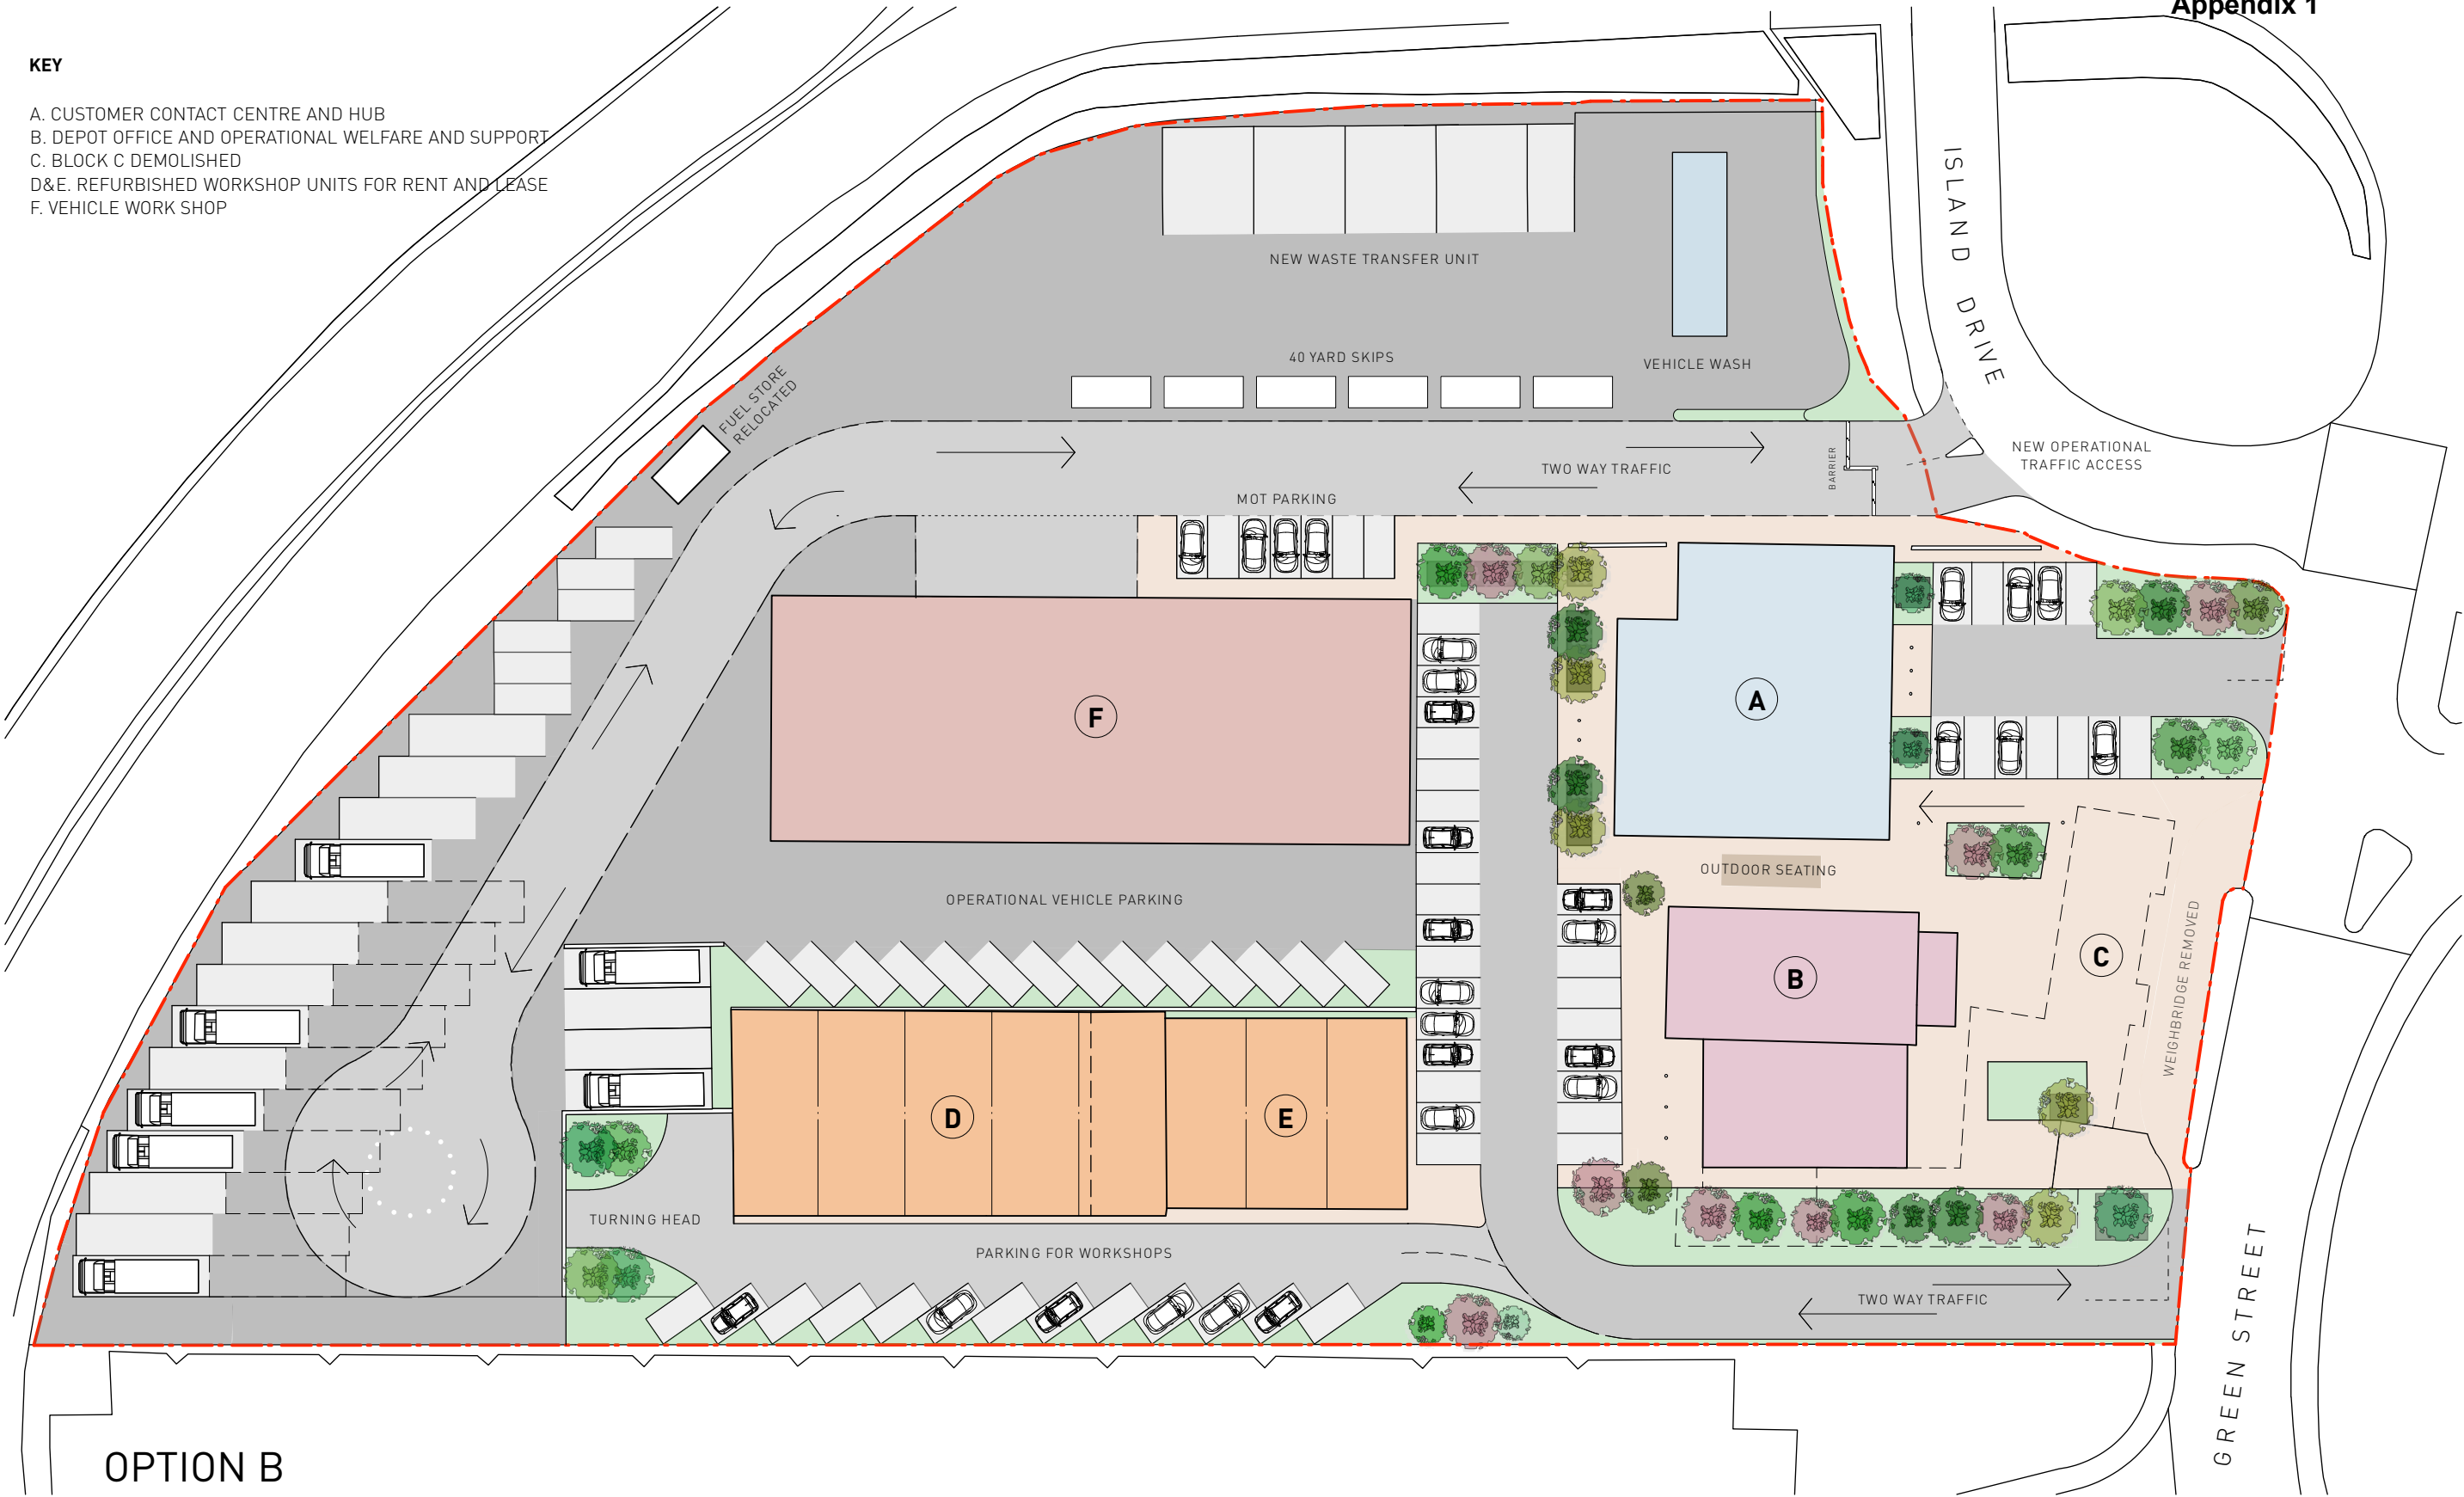 Appendix 1
KEY
A. CUSTOMER CONTACT CENTRE AND HUB
B. DEPOT OFFICE AND OPERATIONAL WELFARE AND SUPPORT
C. BLOCK C DEMOLISHED
D&E. REFURBISHED WORKSHOP UNITS FOR RENT AND LEASE
F. VEHICLE WORK SHOP
ISLAND DRIVE
NEW WASTE TRANSFER UNIT
40 YARD SKIPS
VEHICLE WASH
FUEL STORE
RELOCATED
NEW OPERATIONAL
TRAFFIC ACCESS
BARRIER
TWO WAY TRAFFIC
MOT PARKING
F
A
OUTDOOR SEATING
OPERATIONAL VEHICLE PARKING
B
C
WEIGHBRIDGE REMOVED
D
E
TURNING HEAD
PARKING FOR WORKSHOPS
TWO WAY TRAFFIC
GREEN STREET
OPTION B